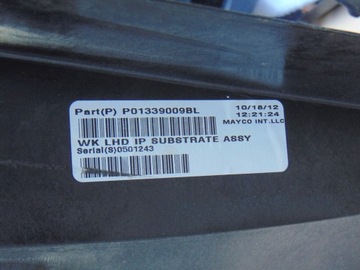 Part(P) P01339009BL
10/18/12
12:21:24
MAYCO INT.LLC
WK LHD IP SUBSTRATE ASSY
Serial(S)0501243